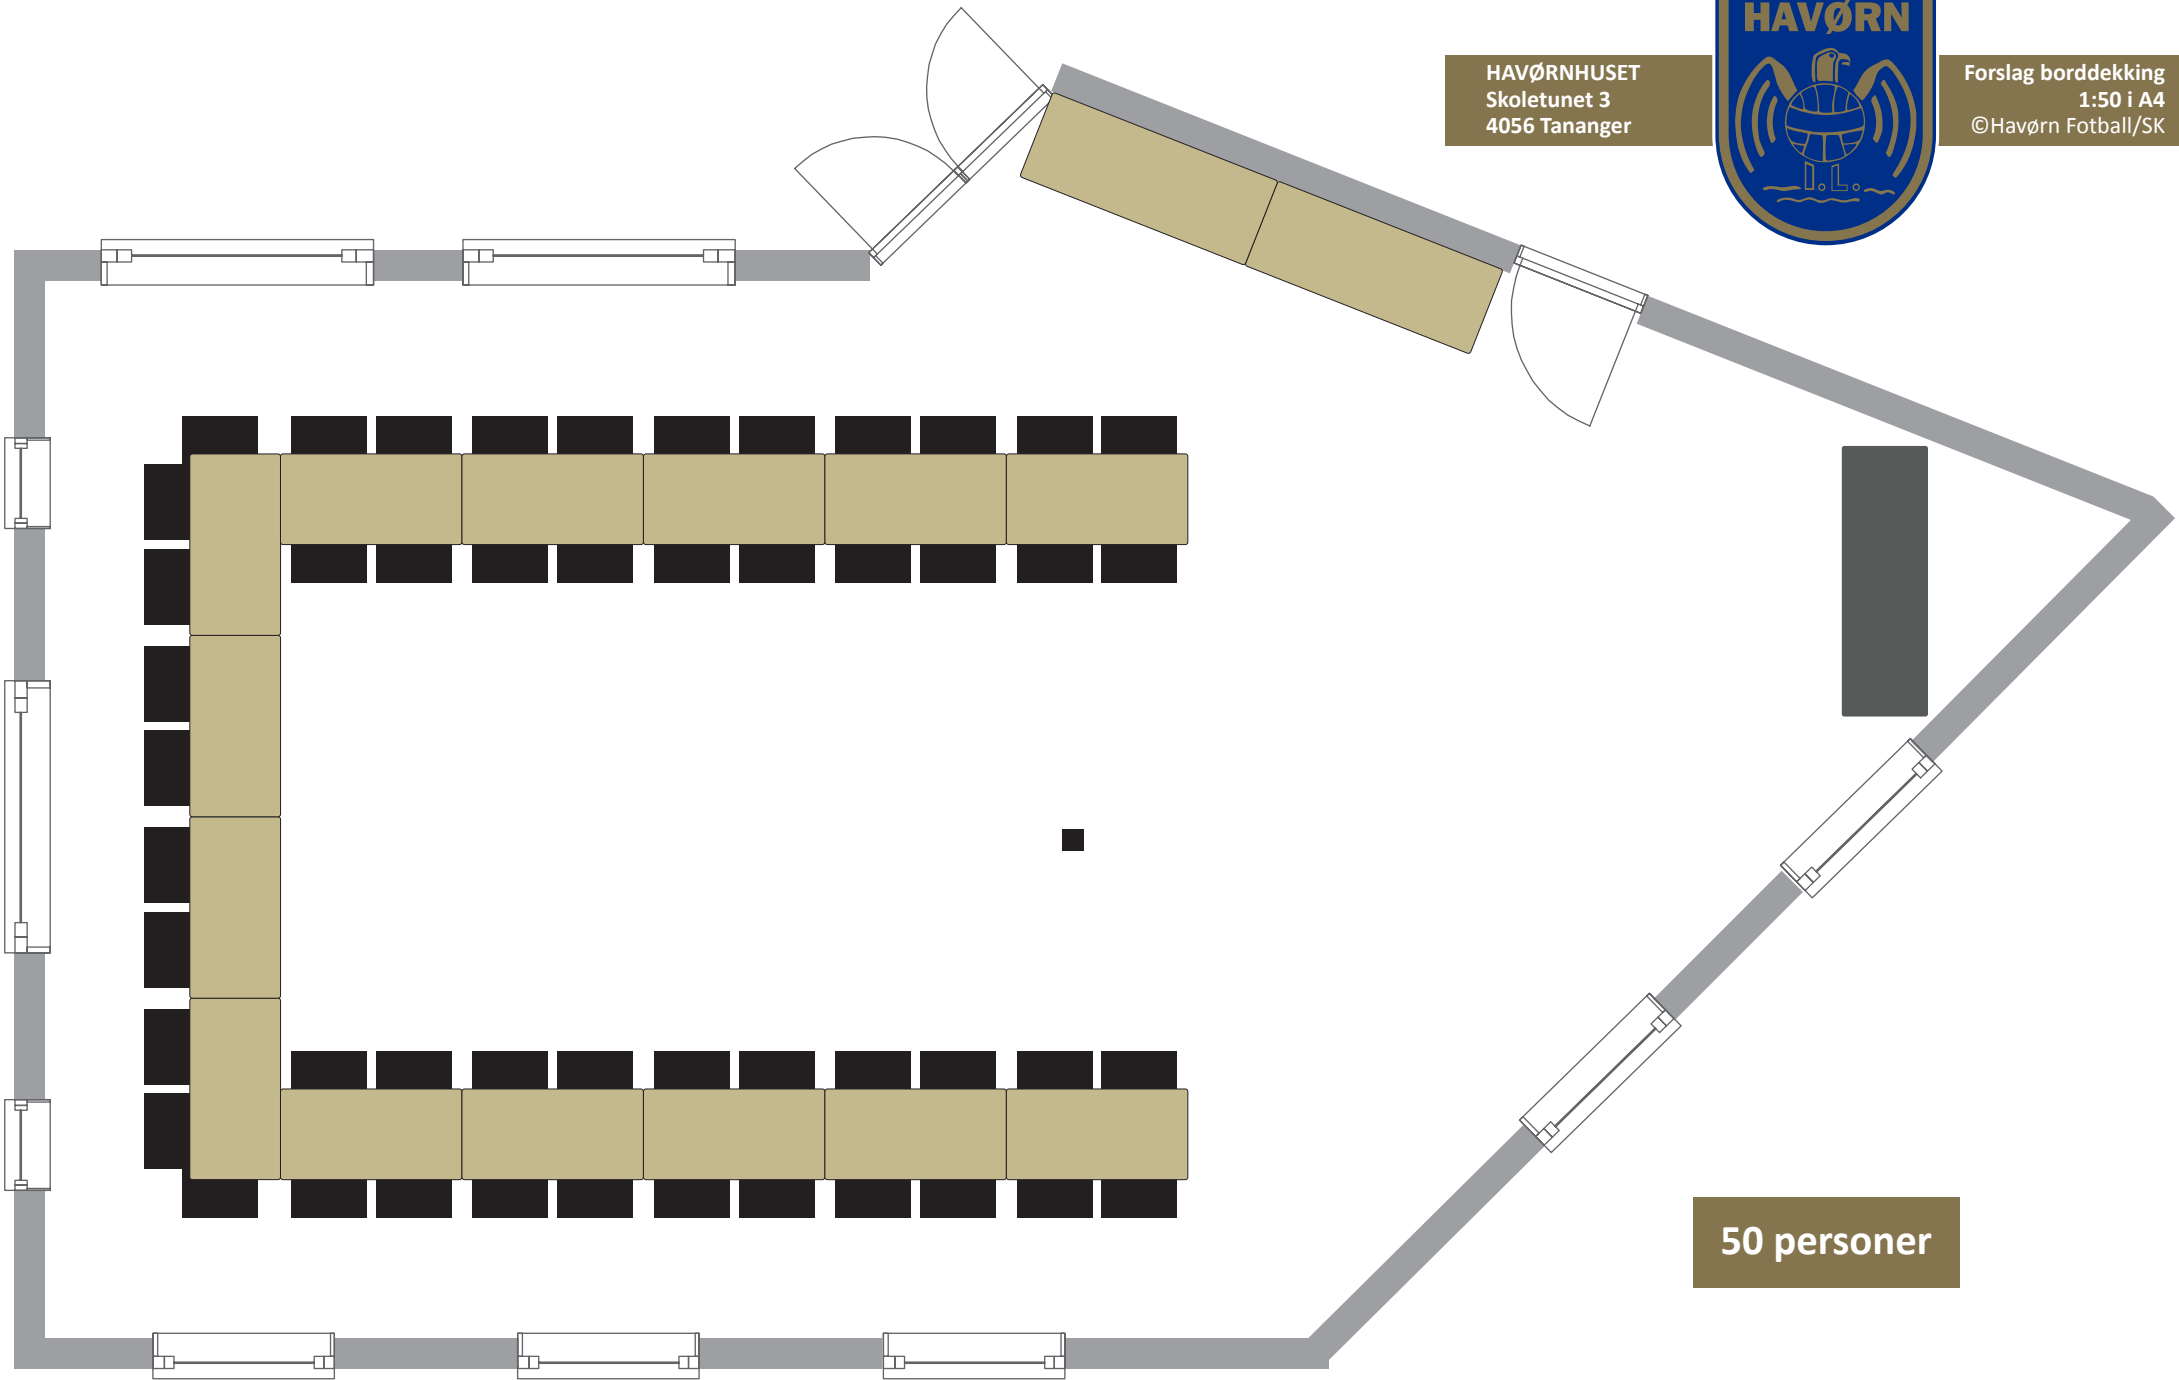 HAVØRN
I.L.
HAVØRNHUSET
Skoletunet 3
4056 Tananger
Forslag borddekking
1:50 i A4
©Havørn Fotball/SK
50 personer